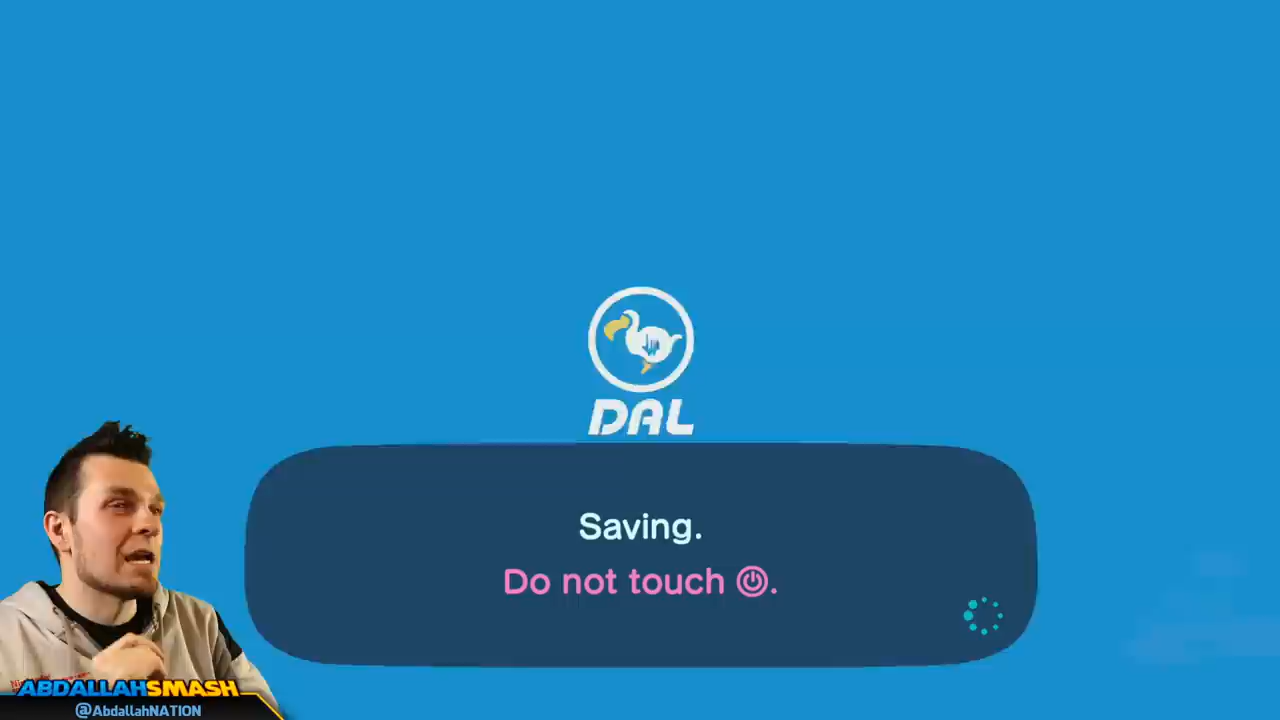 DAL
Saving.
Do not touch
ABDALLAHSMASH
@AbdallahNATION